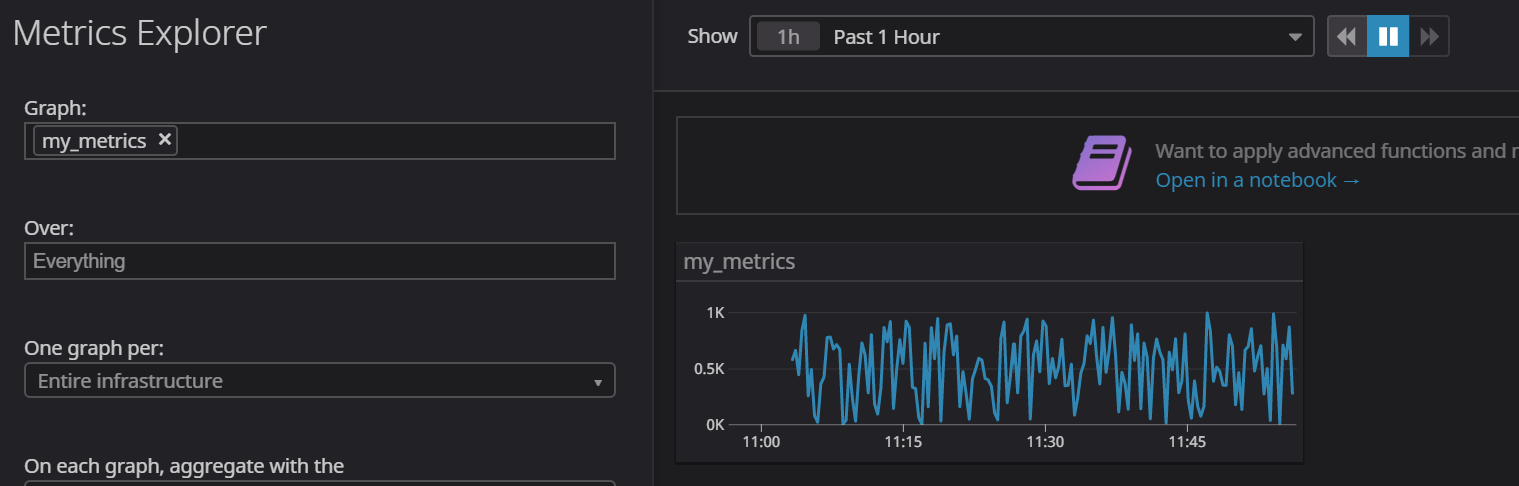 Metrics Explorer
Graph:
my_metrics ×
Over:
Everything
One graph per:
Entire infrastructure
On each graph, aggregate with the
Show 1h Past 1 Hour
Want to apply advanced functions and
Open in a notebook →
my_metrics
1K
0.5K
0K
11:00 11:15 11:30 11:45